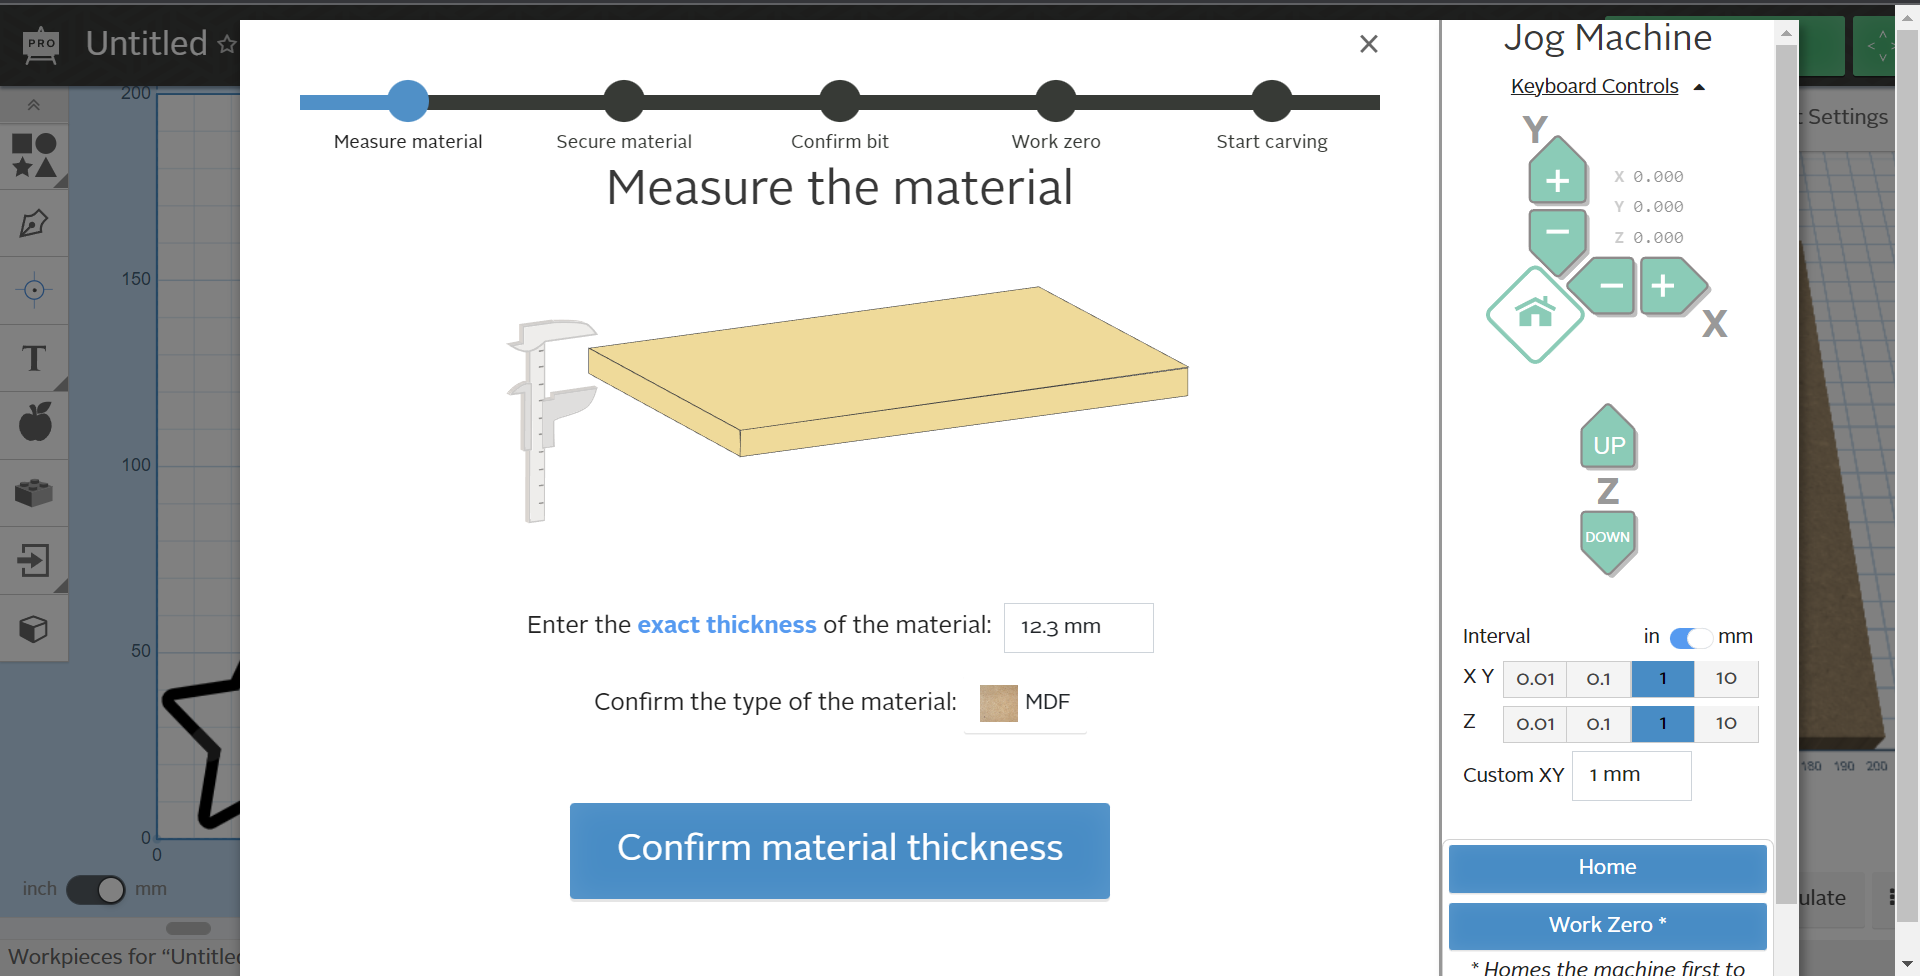 PRO
Untitled
200
150
100
50
0
0
inch mm
Workpieces for “Untitle
Measure material
Secure material
Confirm bit
Work zero
Start carving
Measure the material
Enter the exact thickness of the material: 12.3 mm
Confirm the type of the material: MDF
Confirm material thickness
Jog Machine
Keyboard Controls
Y
X 0.000
Y 0.000
Z 0.000
X
UP
Z
DOWN
Interval in mm
X Y 0.01 0.1 1 10
Z 0.01 0.1 1 10
Custom XY 1 mm
Home
Work Zero *
* Homes the machine first to
t Settings
180 190 200
ulate